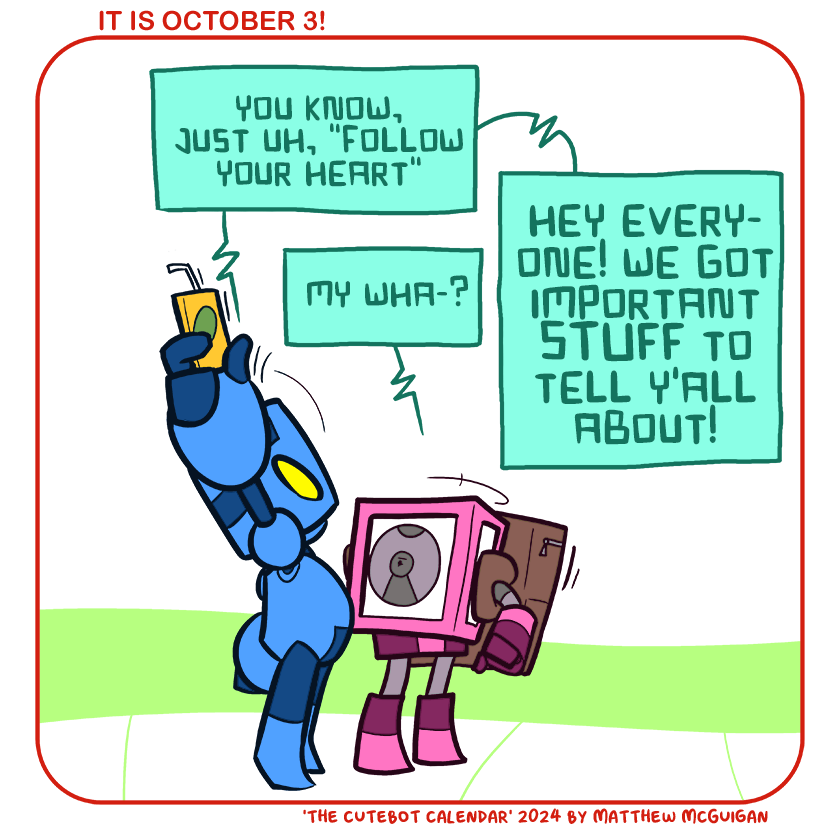 IT IS OCTOBER 3!
YOU KNOW,
JUST UH, "FOLLOW
YOUR HEART"
MY WHA-?
HEY EVERY-
ONE! WE GOT
IMPORTANT
STUFF TO
TELL Y'ALL
ABOUT!
'THE CUTEBOT CALENDAR' 2024 BY MATTHEW MCGUIGAN